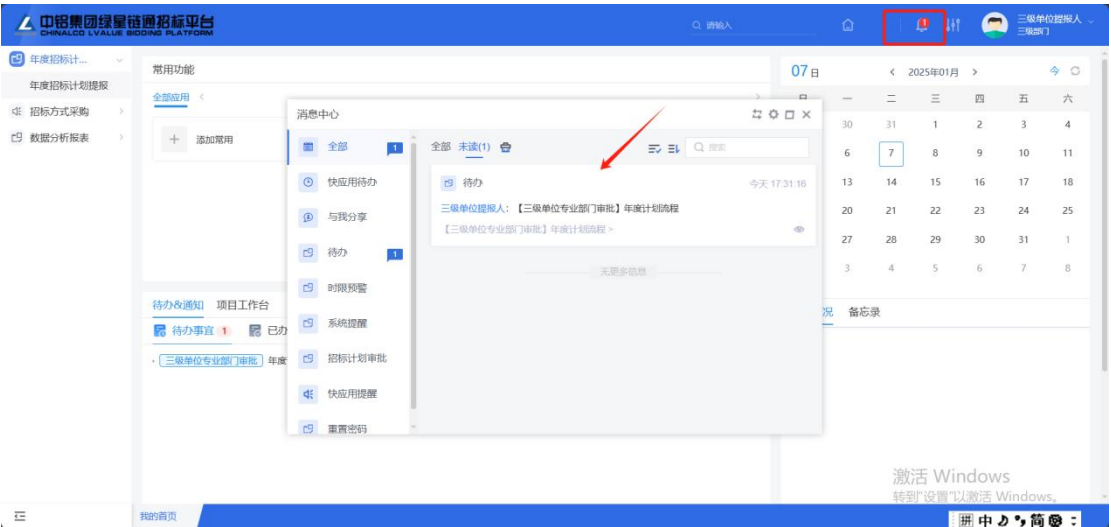 中铝集团绿星链通招标平台
CHINALCO LVALUE BIDDING PLATFORM
请输入
1
三级单位提报人
三级部门
年度招标计...
年度招标计划提报
招标方式采购
数据分析报表
常用功能
全部应用
添加常用
消息中心
全部 1
快应用待办
与我分享
待办 1
时限预警
系统提醒
招标计划审批
快应用提醒
重置密码
全部 未读(1)
搜索
待办 今天 17:31:16
三级单位提报人：【三级单位专业部门审批】年度计划流程
【三级单位专业部门审批】年度计划流程 >
无更多信息
待办&通知 项目工作台
待办事宜 1 已办
三级单位专业部门审批 年度
07日 2025年01月 今
日 一 二 三 四 五 六
30 31 1 2 3 4
6 7 8 9 10 11
13 14 15 16 17 18
20 21 22 23 24 25
27 28 29 30 31 1
3 4 5 6 7 8
况 备忘录
激活 Windows
转到"设置"以激活 Windows。
我的首页
拼 中 简